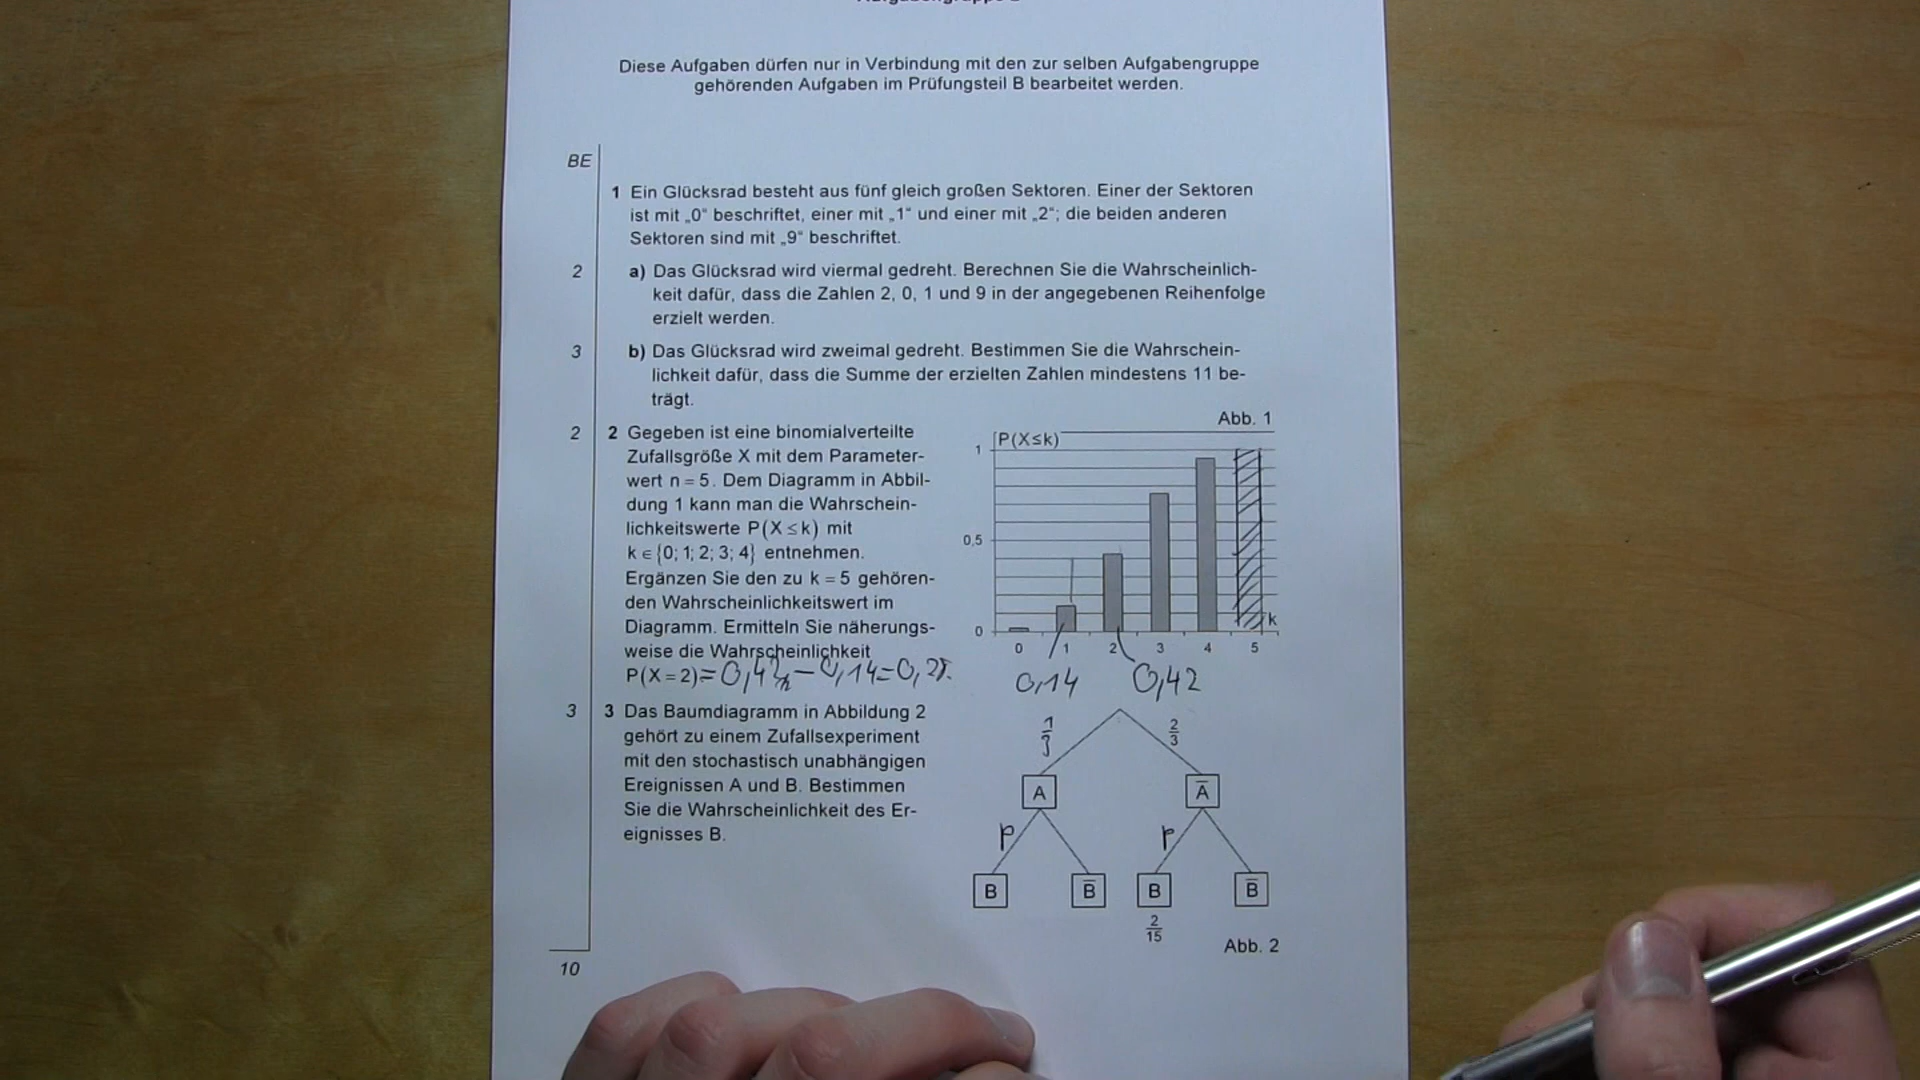 Diese Aufgaben dürfen nur in Verbindung mit den zur selben Aufgabengruppe
gehörenden Aufgaben im Prüfungsteil B bearbeitet werden.
BE
1 Ein Glücksrad besteht aus fünf gleich großen Sektoren. Einer der Sektoren
ist mit „0“ beschriftet, einer mit „1“ und einer mit „2“; die beiden anderen
Sektoren sind mit „9“ beschriftet.
2 a) Das Glücksrad wird viermal gedreht. Berechnen Sie die Wahrscheinlich-
keit dafür, dass die Zahlen 2, 0, 1 und 9 in der angegebenen Reihenfolge
erzielt werden.
3 b) Das Glücksrad wird zweimal gedreht. Bestimmen Sie die Wahrschein-
lichkeit dafür, dass die Summe der erzielten Zahlen mindestens 11 be-
trägt.
2 2 Gegeben ist eine binomialverteilte
Zufallsgröße X mit dem Parameter-
wert n = 5. Dem Diagramm in Abbil-
dung 1 kann man die Wahrschein-
lichkeitswerte P(X ≤ k) mit
k ∈ {0; 1; 2; 3; 4} entnehmen.
Ergänzen Sie den zu k = 5 gehören-
den Wahrscheinlichkeitswert im
Diagramm. Ermitteln Sie näherungs-
weise die Wahrscheinlichkeit
P(X = 2) = 0,42 – 0,14 =
Abb. 1
P(X≤k)
1
0,5
0
k
0 1 2 3 4 5
0,14 0,42
3 3 Das Baumdiagramm in Abbildung 2
gehört zu einem Zufallsexperiment
mit den stochastisch unabhängigen
Ereignissen A und B. Bestimmen
Sie die Wahrscheinlichkeit des Er-
eignisses B.
1/3 2/3
A A̅
p p
B B̅ B B̅
2/15
Abb. 2
10